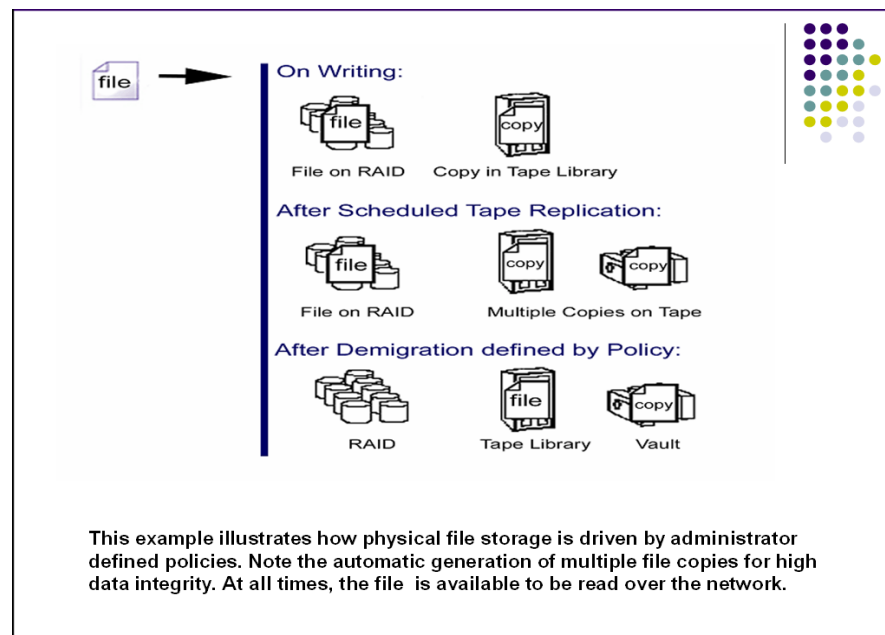 file
On Writing:
file copy
File on RAID Copy in Tape Library
After Scheduled Tape Replication:
file copy copy
File on RAID Multiple Copies on Tape
After Demigration defined by Policy:
file copy
RAID Tape Library Vault
This example illustrates how physical file storage is driven by administrator
defined policies. Note the automatic generation of multiple file copies for high
data integrity. At all times, the file is available to be read over the network.